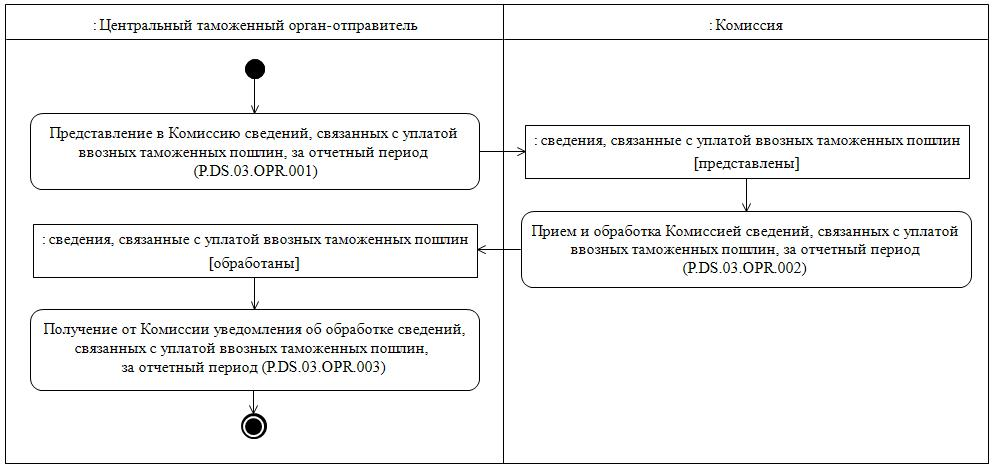 : Центральный таможенный орган-отправитель
: Комиссия
Представление в Комиссию сведений, связанных с уплатой
ввозных таможенных пошлин, за отчетный период
(P.DS.03.OPR.001)
: сведения, связанные с уплатой ввозных таможенных пошлин
[представлены]
Прием и обработка Комиссией сведений, связанных с уплатой
ввозных таможенных пошлин, за отчетный период
(P.DS.03.OPR.002)
: сведения, связанные с уплатой ввозных таможенных пошлин
[обработаны]
Получение от Комиссии уведомления об обработке сведений,
связанных с уплатой ввозных таможенных пошлин,
за отчетный период (P.DS.03.OPR.003)